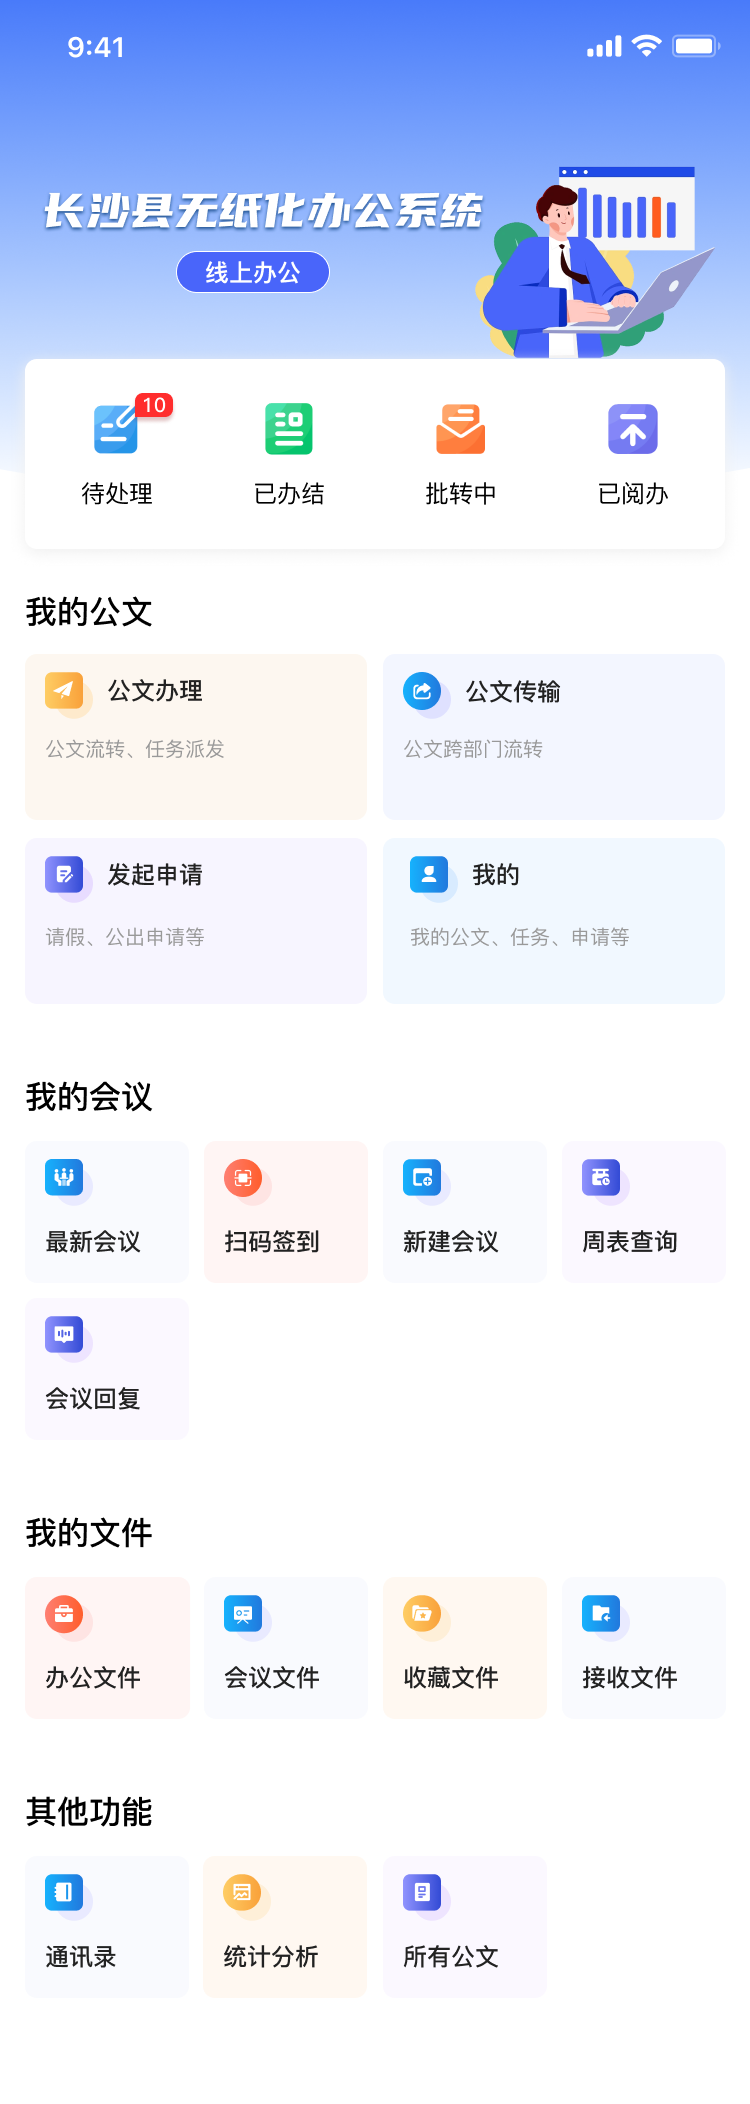 9:41
长沙县无纸化办公系统
线上办公
10
待处理 已办结 批转中 已阅办
我的公文
公文办理 公文传输
公文流转、任务派发 公文跨部门流转
发起申请 我的
请假、公出申请等 我的公文、任务、申请等
我的会议
最新会议 扫码签到 新建会议 周表查询
会议回复
我的文件
办公文件 会议文件 收藏文件 接收文件
其他功能
通讯录 统计分析 所有公文